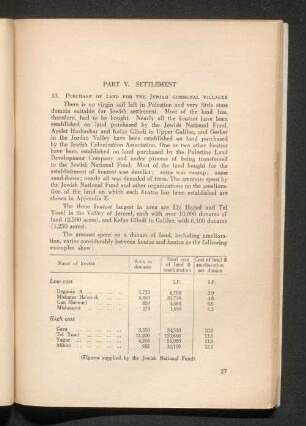 PART V. SETTLEMENT
53. PURCHASE OF LAND FOR THE JEWISH COMMUNAL VILLAGES
There is no virgin soil left in Palestine and very little state
domain suitable for Jewish settlement. Most of the land has,
therefore, had to be bought. Nearly all the kvutzot have been
established on land purchased by the Jewish National Fund.
Ayelet Hashachar and Kefar Giladi in Upper Galilee, and Gesher
in the Jordan Valley have been established on land purchased
by the Jewish Colonization Association. One or two other kvutzot
have been established on land purchased by the Palestine Land
Development Company and under process of being transferred
to the Jewish National Fund. Most of the land bought for the
establishment of kvutzot was derelict: some was swamp; some
sand-dunes; nearly all was denuded of trees. The amounts spent by
the Jewish National Fund and other organizations on the ameliora-
tion of the land on which each kvutza has been established are
shown in Appendix E.
The three kvutzot largest in area are Ein Harod and Tel
Yosef in the Valley of Jezreel, each with over 10,000 dunams of
land (2,500 acres), and Kefar Giladi in Galilee, with 6,100 dunams
(1,250 acres).
The amount spent on a dunam of land, including ameliora-
tion, varies considerably between kvutza and kvutza as the following
examples show:
Name of kvutza Area in dunams Total cost of land & amelioration Cost of land & amelioration per dunam
Low cost LP. LP.
Degania A
Mishmar Haemek
Gan Hashomel
Mishmarot
High cost
Geva
Tel Yosef
Yagur
Afikim
(Figures supplied by the Jewish National Fund).
27